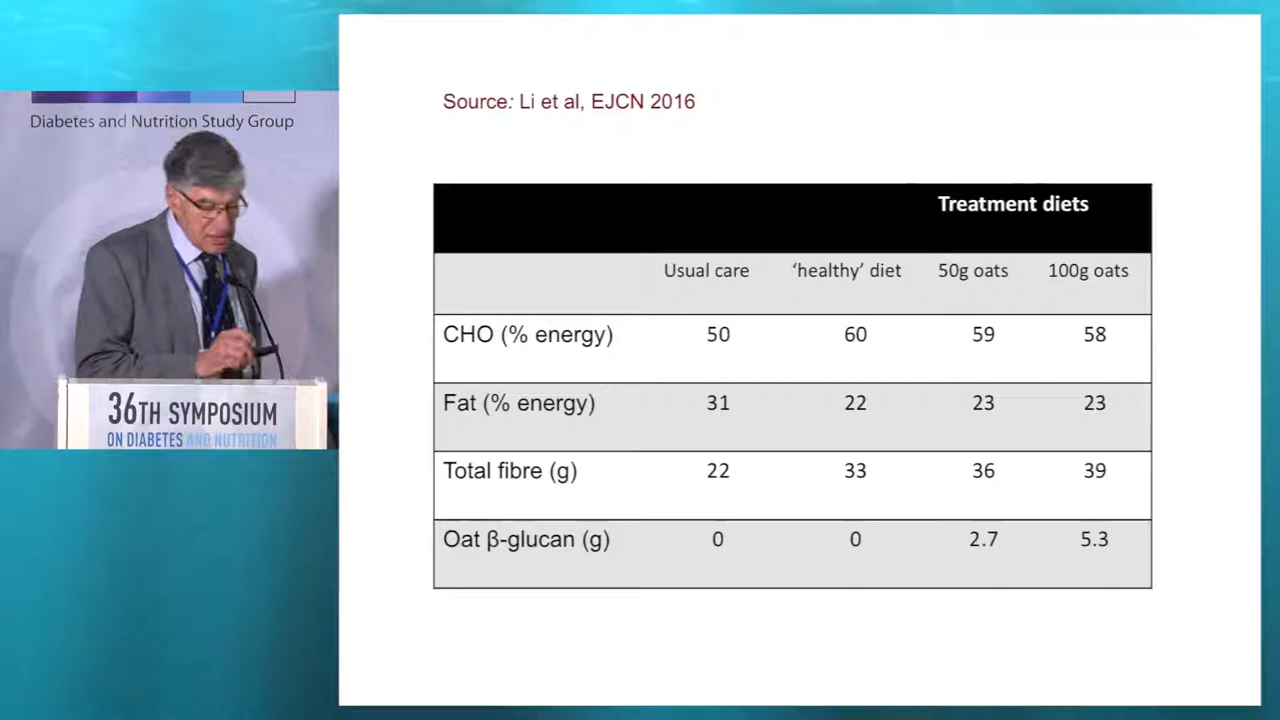 Diabetes and Nutrition Study Group
36TH SYMPOSIUM
ON DIABETES AND NUTRITION
Source: Li et al, EJCN 2016
Treatment diets
Usual care ‘healthy’ diet 50g oats 100g oats
CHO (% energy) 50 60 59 58
Fat (% energy) 31 22 23 23
Total fibre (g) 22 33 36 39
Oat β-glucan (g) 0 0 2.7 5.3